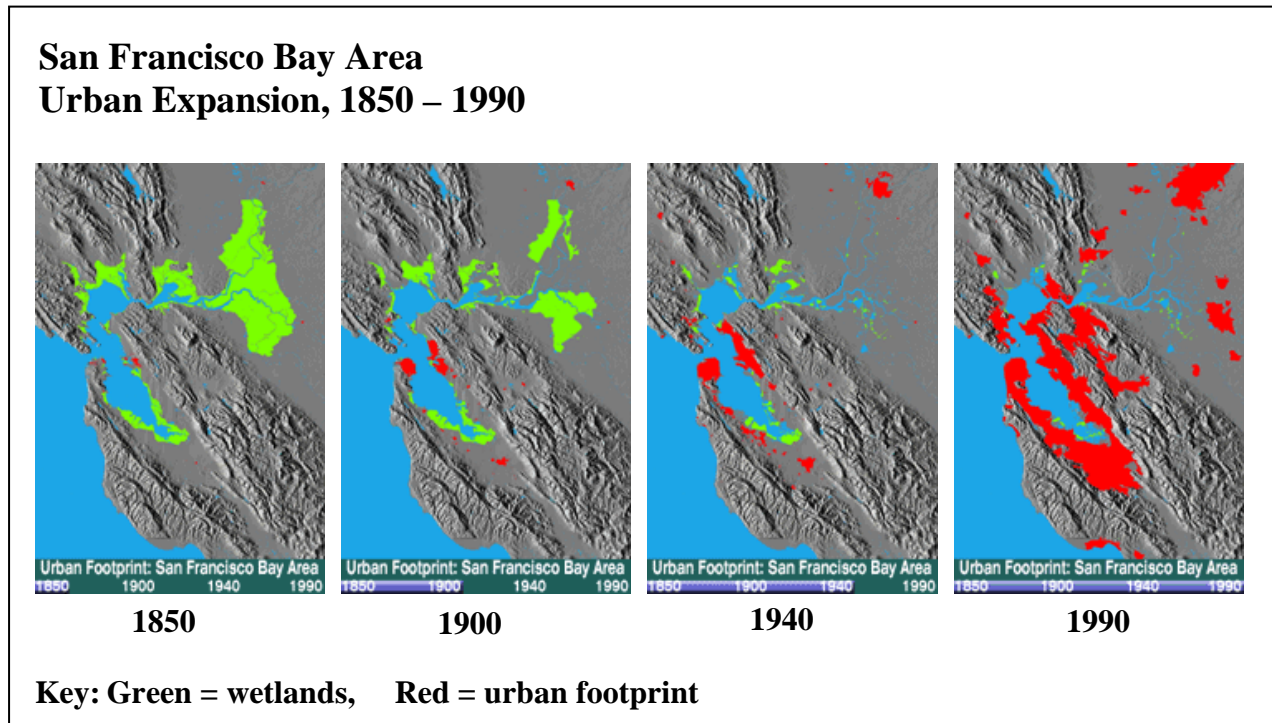 San Francisco Bay Area
Urban Expansion, 1850 – 1990
Urban Footprint: San Francisco Bay Area
1850 1900 1940 1990
Urban Footprint: San Francisco Bay Area
1850 1900 1940 1990
Urban Footprint: San Francisco Bay Area
1850 1900 1940 1990
Urban Footprint: San Francisco Bay Area
1850 1900 1940 1990
1850 1900 1940 1990
Key: Green = wetlands, Red = urban footprint